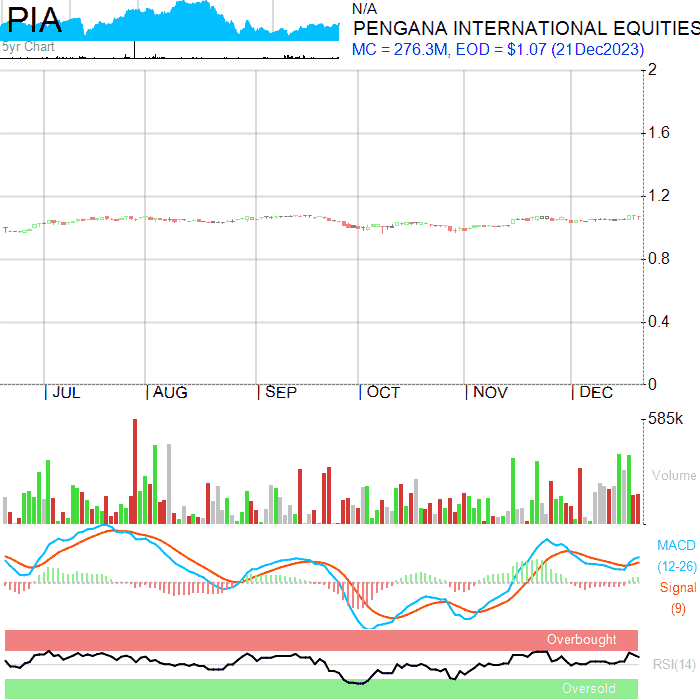 PIA
5yr Chart
N/A
PENGANA INTERNATIONAL EQUITIES
MC = 276.3M, EOD = $1.07 (21Dec2023)
2
1.6
1.2
0.8
0.4
0
JUL AUG SEP OCT NOV DEC
585k
Volume
MACD
(12-26)
Signal
(9)
Overbought
RSI(14)
Oversold